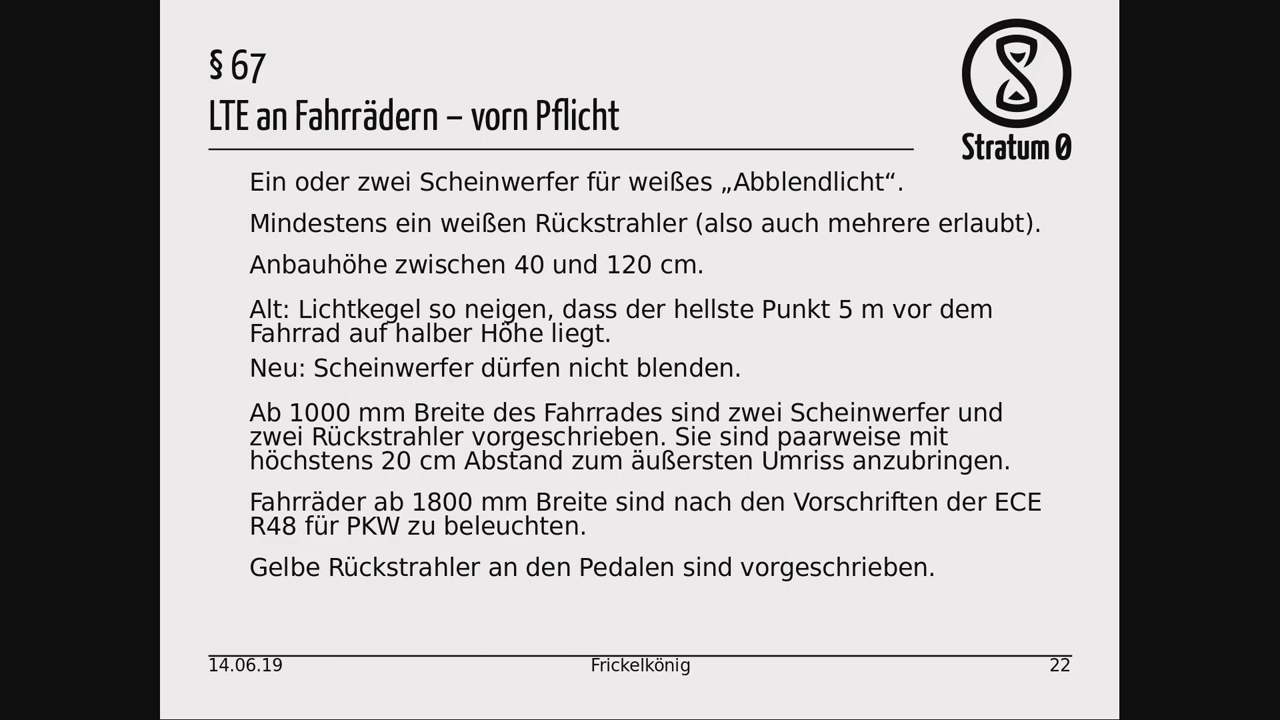 § 67
LTE an Fahrrädern – vorn Pflicht
Stratum 0
Ein oder zwei Scheinwerfer für weißes „Abblendlicht“.
Mindestens ein weißen Rückstrahler (also auch mehrere erlaubt).
Anbauhöhe zwischen 40 und 120 cm.
Alt: Lichtkegel so neigen, dass der hellste Punkt 5 m vor dem
Fahrrad auf halber Höhe liegt.
Neu: Scheinwerfer dürfen nicht blenden.
Ab 1000 mm Breite des Fahrrades sind zwei Scheinwerfer und
zwei Rückstrahler vorgeschrieben. Sie sind paarweise mit
höchstens 20 cm Abstand zum äußersten Umriss anzubringen.
Fahrräder ab 1800 mm Breite sind nach den Vorschriften der ECE
R48 für PKW zu beleuchten.
Gelbe Rückstrahler an den Pedalen sind vorgeschrieben.
14.06.19 Frickelkönig 22